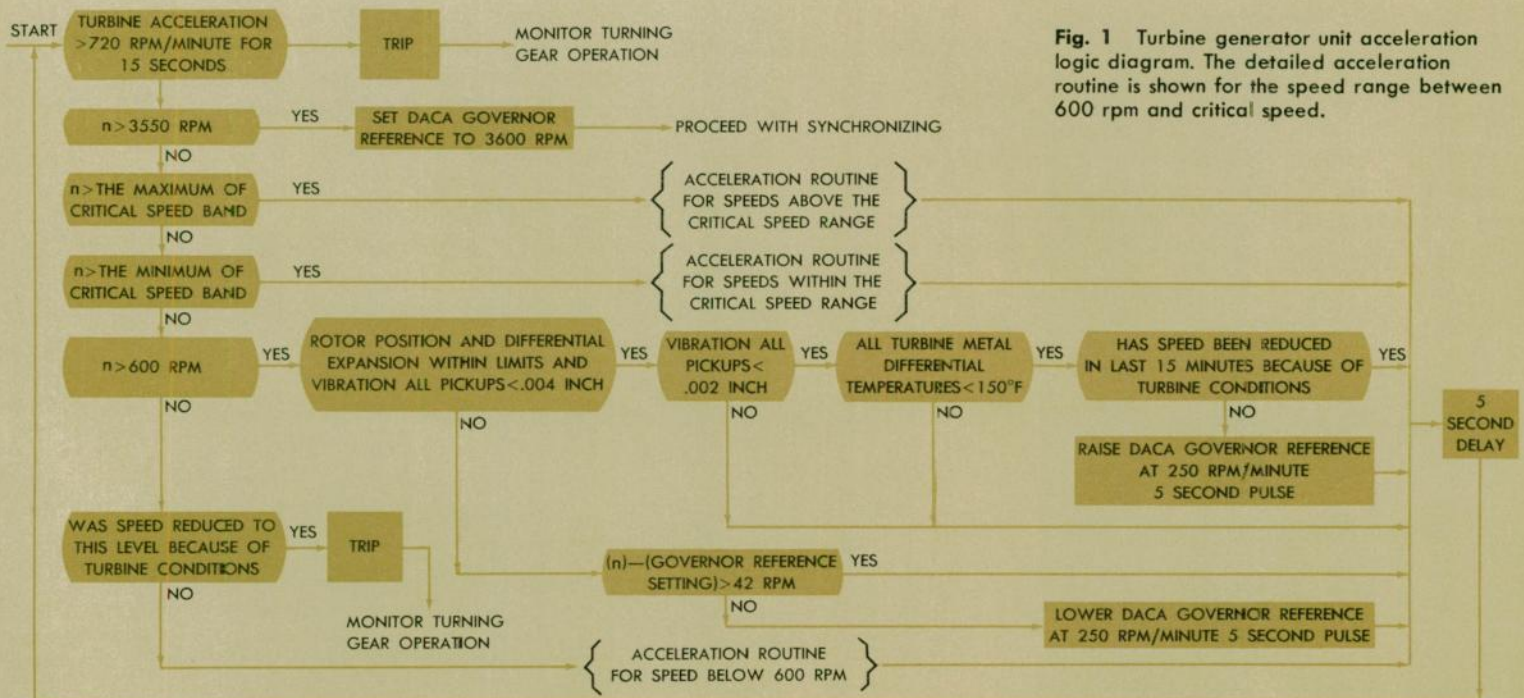 START
TURBINE ACCELERATION
>720 RPM/MINUTE FOR
15 SECONDS
TRIP
MONITOR TURNING
GEAR OPERATION
Fig. 1 Turbine generator unit acceleration
logic diagram. The detailed acceleration
routine is shown for the speed range between
600 rpm and critical speed.
n>3550 RPM
YES
SET DACA GOVERNOR
REFERENCE TO 3600 RPM
PROCEED WITH SYNCHRONIZING
NO
n>THE MAXIMUM OF
CRITICAL SPEED BAND
YES
ACCELERATION ROUTINE
FOR SPEEDS ABOVE THE
CRITICAL SPEED RANGE
NO
n>THE MINIMUM OF
CRITICAL SPEED BAND
YES
ACCELERATION ROUTINE
FOR SPEEDS WITHIN THE
CRITICAL SPEED RANGE
NO
n>600 RPM
YES
ROTOR POSITION AND DIFFERENTIAL
EXPANSION WITHIN LIMITS AND
VIBRATION ALL PICKUPS<.004 INCH
YES
VIBRATION ALL
PICKUPS<
.002 INCH
YES
ALL TURBINE METAL
DIFFERENTIAL
TEMPERATURES<150°F
YES
HAS SPEED BEEN REDUCED
IN LAST 15 MINUTES BECAUSE OF
TURBINE CONDITIONS
YES
NO
NO
NO
NO
NO
RAISE DACA GOVERNOR REFERENCE
AT 250 RPM/MINUTE
5 SECOND PULSE
5
SECOND
DELAY
WAS SPEED REDUCED TO
THIS LEVEL BECAUSE OF
TURBINE CONDITIONS
YES
TRIP
MONITOR TURNING
GEAR OPERATION
NO
(n)—(GOVERNOR REFERENCE
SETTING)>42 RPM
YES
NO
LOWER DACA GOVERNOR REFERENCE
AT 250 RPM/MINUTE 5 SECOND PULSE
ACCELERATION ROUTINE
FOR SPEED BELOW 600 RPM